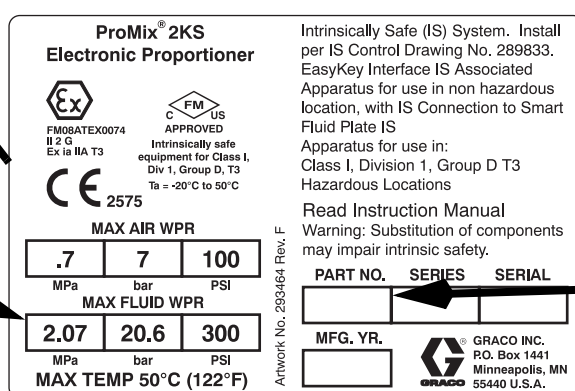 ProMix® 2KS
Electronic Proportioner
Ex
FM08ATEX0074
II 2 G
Ex ia IIA T3
CE 2575
FM
C US
APPROVED
Intrinsically safe
equipment for Class I,
Div 1, Group D, T3
Ta = -20°C to 50°C
MAX AIR WPR
.7 7 100
MPa bar PSI
MAX FLUID WPR
2.07 20.6 300
MPa bar PSI
MAX TEMP 50°C (122°F)
Artwork No. 293464 Rev. F
Intrinsically Safe (IS) System. Install
per IS Control Drawing No. 289833.
EasyKey Interface IS Associated
Apparatus for use in non hazardous
location, with IS Connection to Smart
Fluid Plate IS
Apparatus for use in:
Class I, Division 1, Group D T3
Hazardous Locations
Read Instruction Manual
Warning: Substitution of components
may impair intrinsic safety.
PART NO. SERIES SERIAL
MFG. YR.
GRACO
®
GRACO INC.
P.O. Box 1441
Minneapolis, MN
55440 U.S.A.